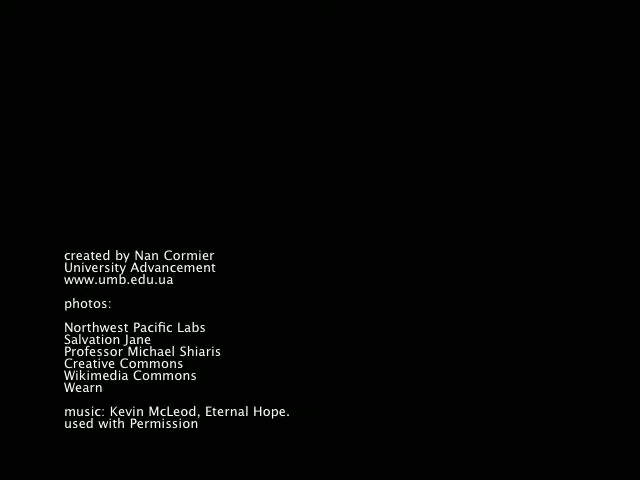 created by Nan Cormier
University Advancement
www.umb.edu.ua
photos:
Northwest Pacific Labs
Salvation Jane
Professor Michael Shiaris
Creative Commons
Wikimedia Commons
Wearn
music: Kevin McLeod, Eternal Hope.
used with Permission